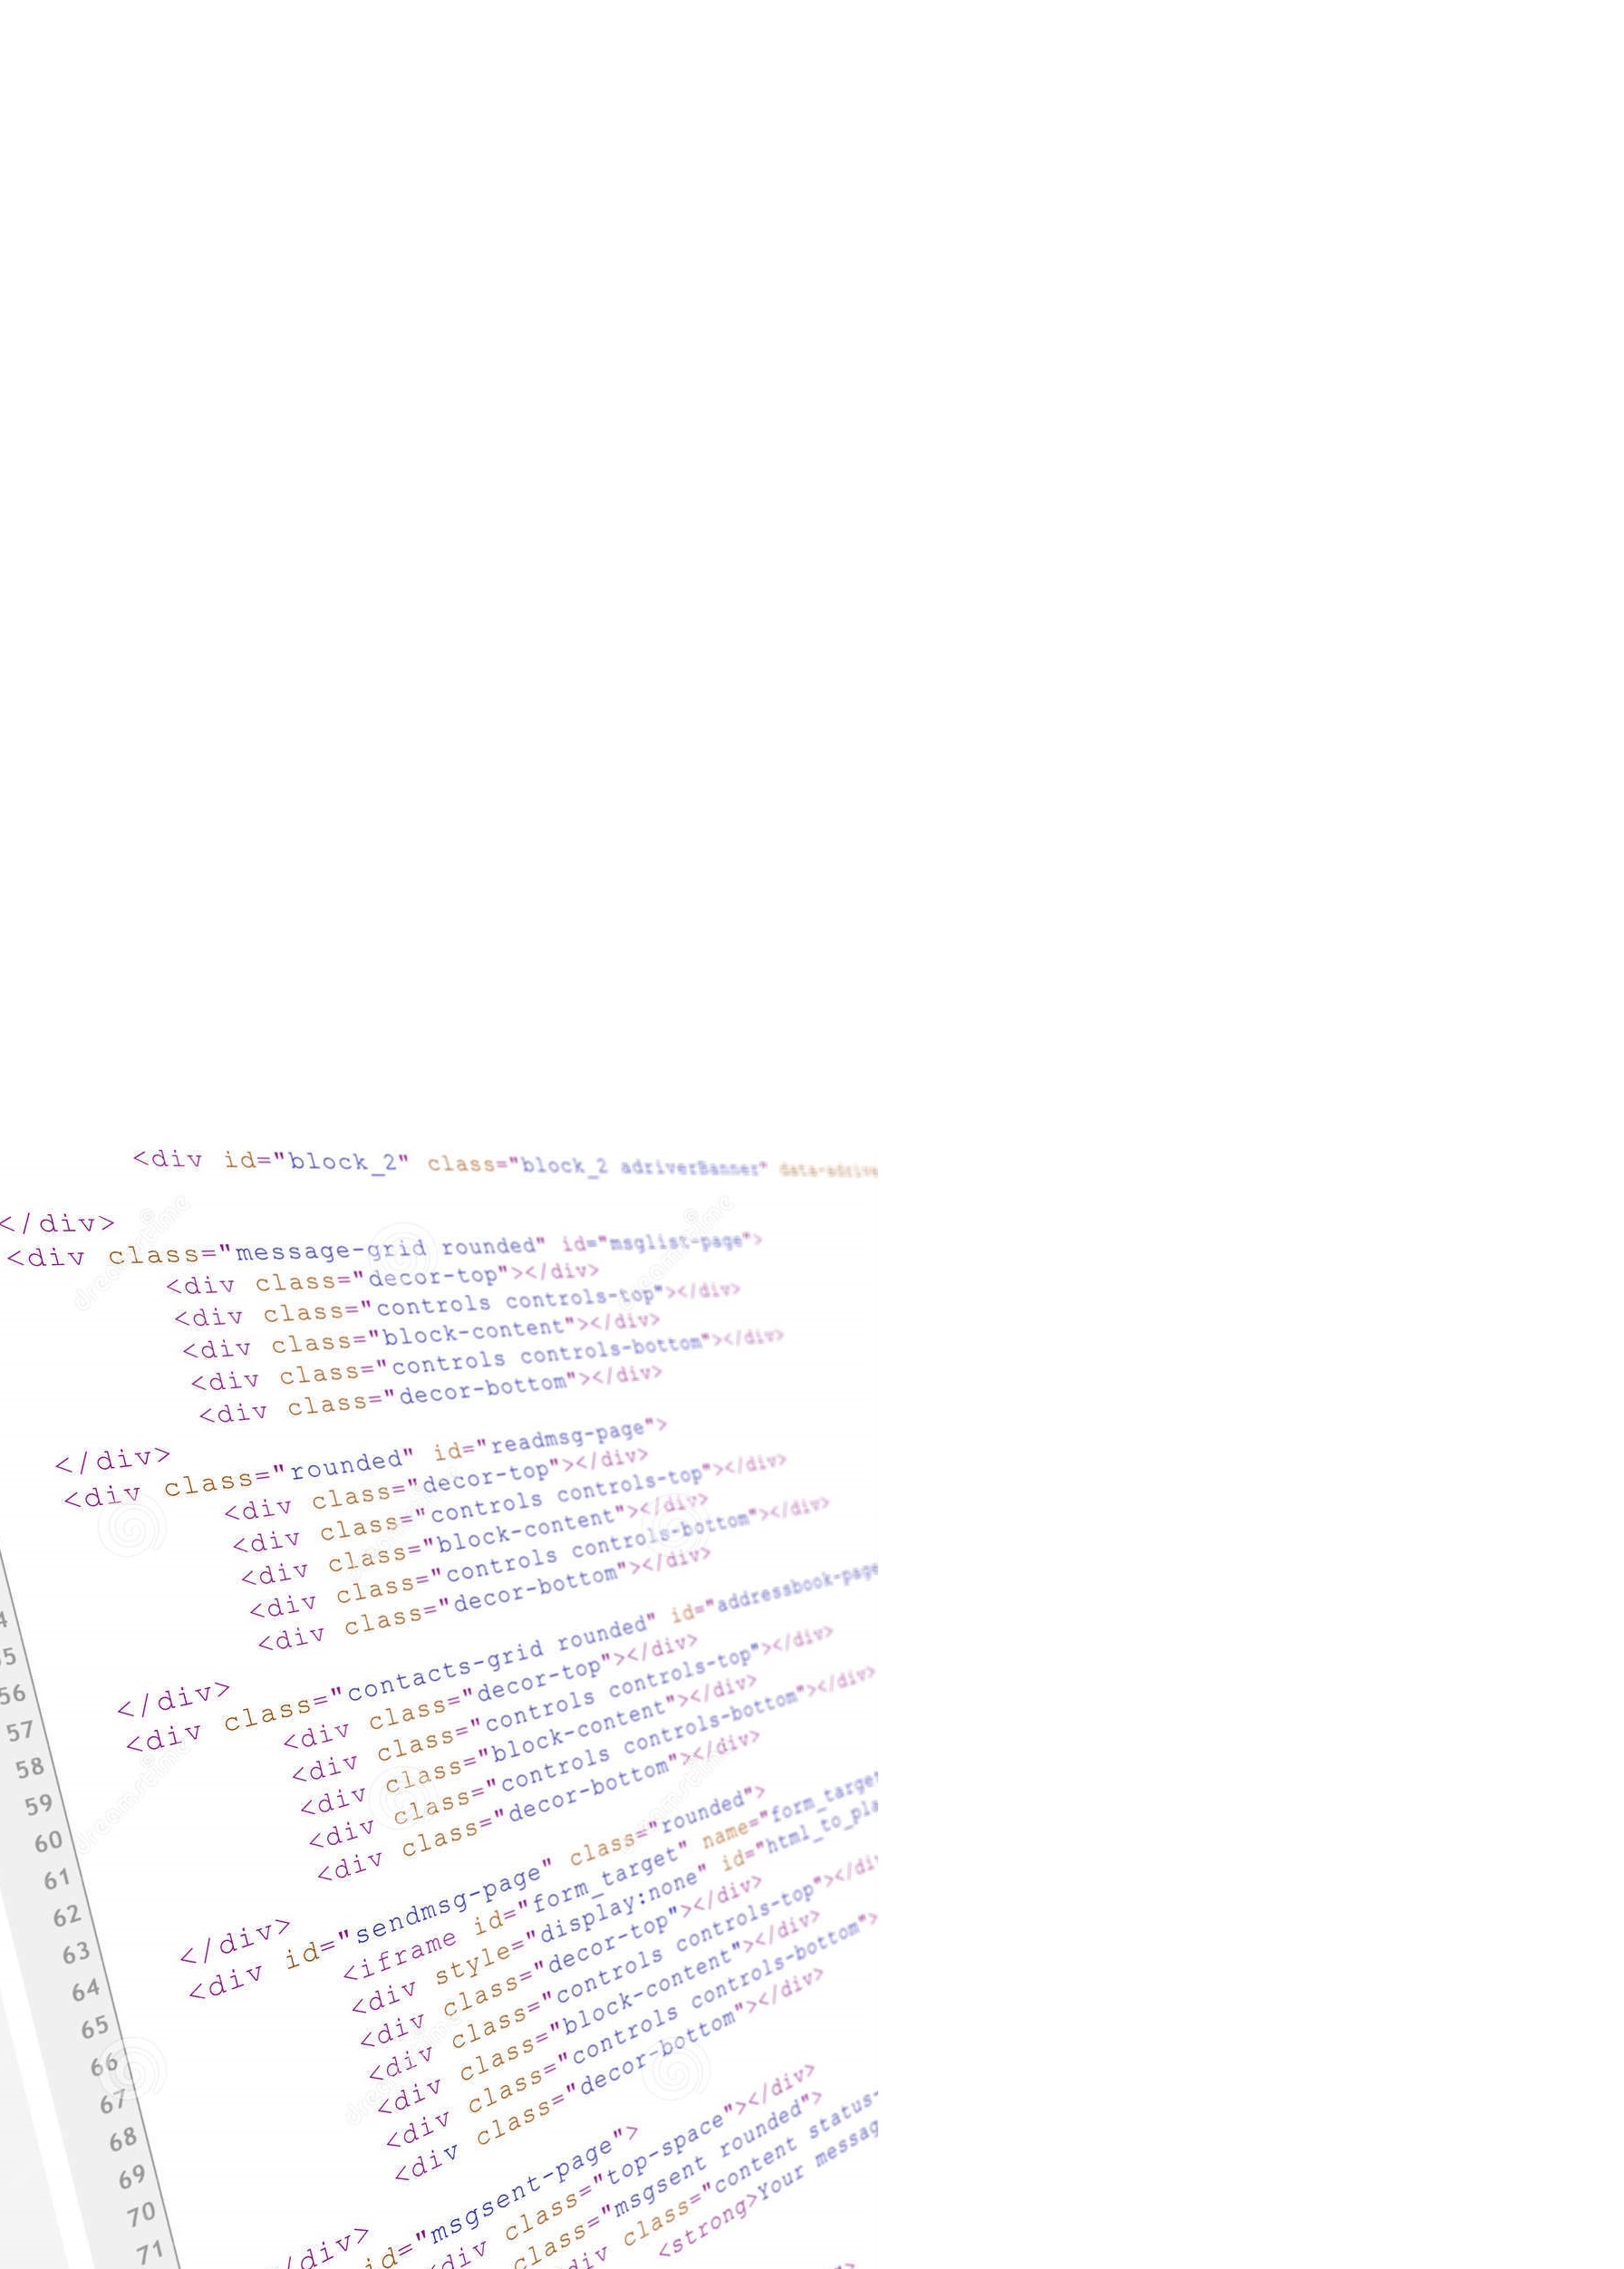 <div id="block_2" class="block_2 adriverBanner" data-adrive
</div>
<div class="message-grid rounded" id="msglist-page">
<div class="decor-top"></div>
<div class="controls controls-top"></div>
<div class="block-content"></div>
<div class="controls controls-bottom"></div>
<div class="decor-bottom"></div>
</div>
<div class="rounded" id="readmsg-page">
<div class="decor-top"></div>
<div class="controls controls-top"></div>
<div class="block-content"></div>
<div class="controls controls-bottom"></div>
<div class="decor-bottom"></div>
</div>
<div class="contacts-grid rounded" id="addressbook-page
<div class="decor-top"></div>
<div class="controls controls-top"></div>
<div class="block-content"></div>
<div class="controls controls-bottom"></div>
<div class="decor-bottom"></div>
</div>
<div id="sendmsg-page" class="rounded">
<iframe id="form_target" name="form_target
<div style="display:none" id="html_to_pla
<div class="decor-top"></div>
<div class="controls controls-top"></div
<div class="block-content"></div>
<div class="controls controls-bottom">
<div class="decor-bottom"></div>
</div>
id="msgsent-page">
<div class="top-space"></div>
class="msgsent rounded">
div class="content status-
<strong>Your messag
4
55
56
57
58
59
60
61
62
63
64
65
66
67
68
69
70
71
dreamstime
dreamstime
dreamstime
dreamstime
dreamstime
dreamstime